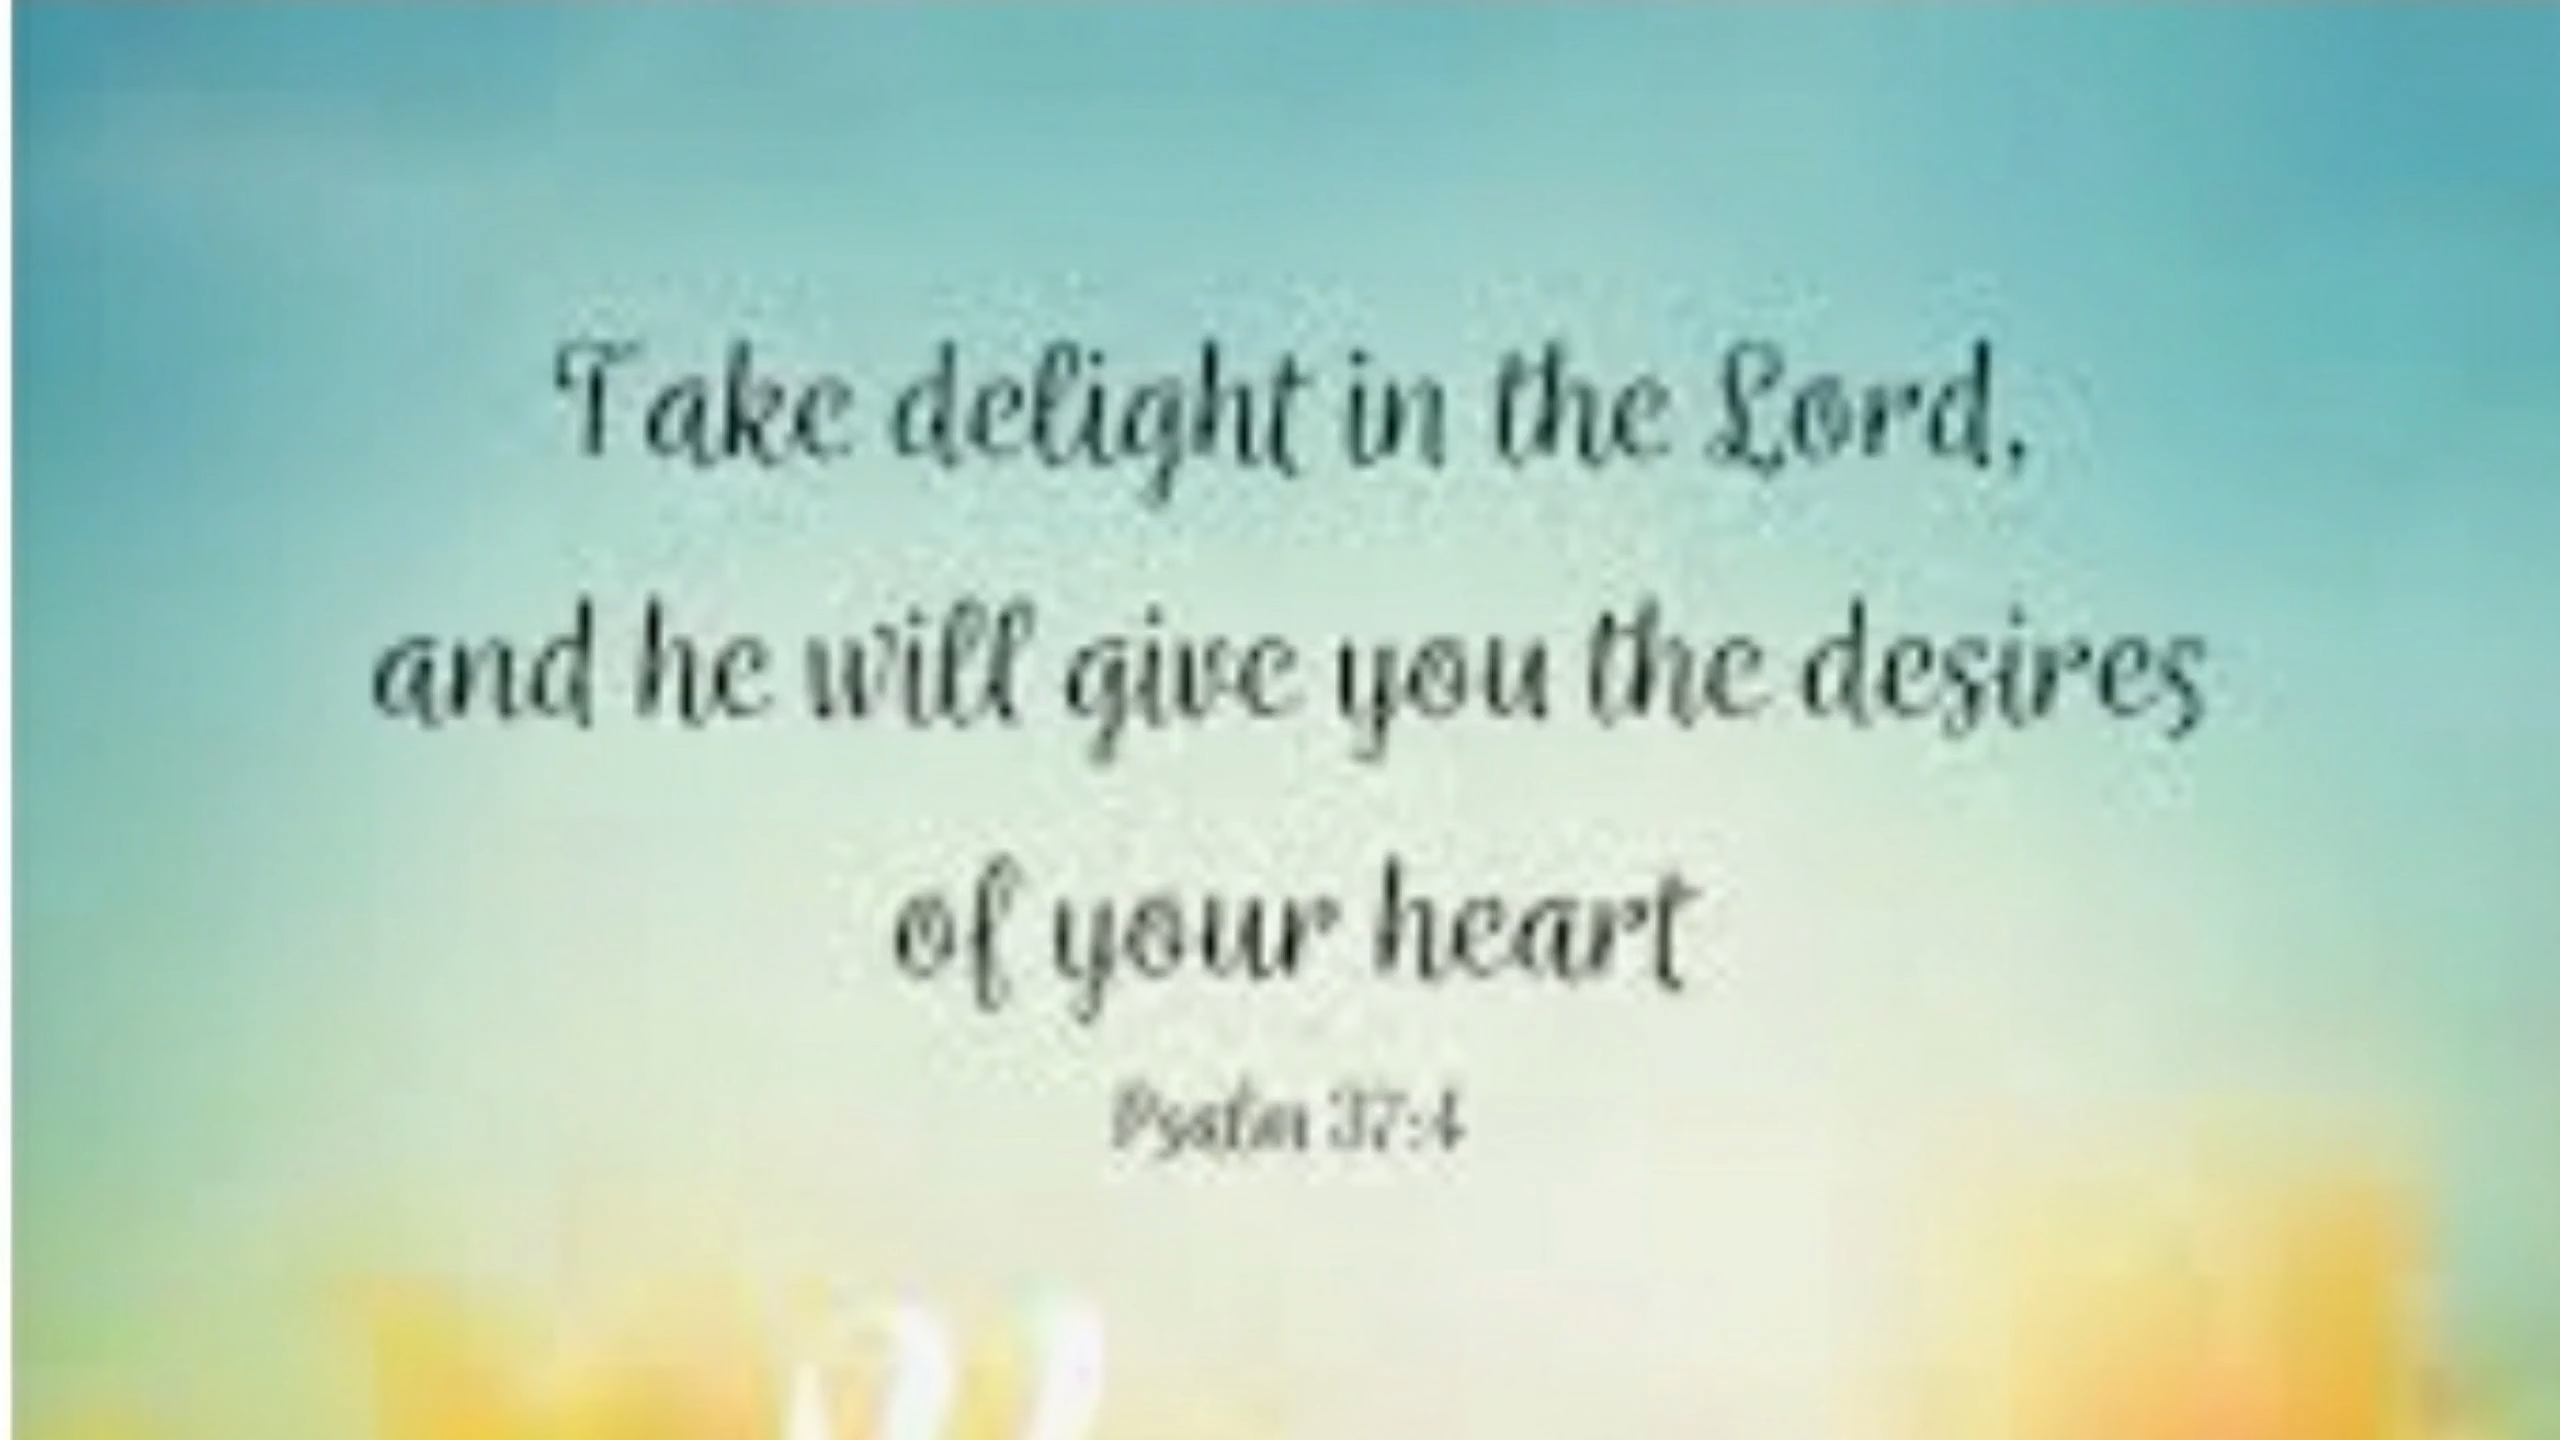 Take delight in the Lord,
and he will give you the desires
of your heart
Psalm 37:4